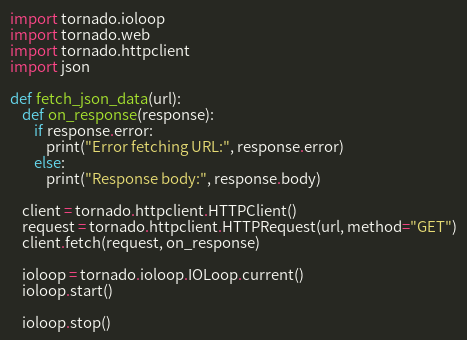 import tornado.ioloop
import tornado.web
import tornado.httpclient
import json

def fetch_json_data(url):
    def on_response(response):
        if response.error:
            print("Error fetching URL:", response.error)
        else:
            print("Response body:", response.body)

    client = tornado.httpclient.HTTPClient()
    request = tornado.httpclient.HTTPRequest(url, method="GET")
    client.fetch(request, on_response)

    ioloop = tornado.ioloop.IOLoop.current()
    ioloop.start()

    ioloop.stop()